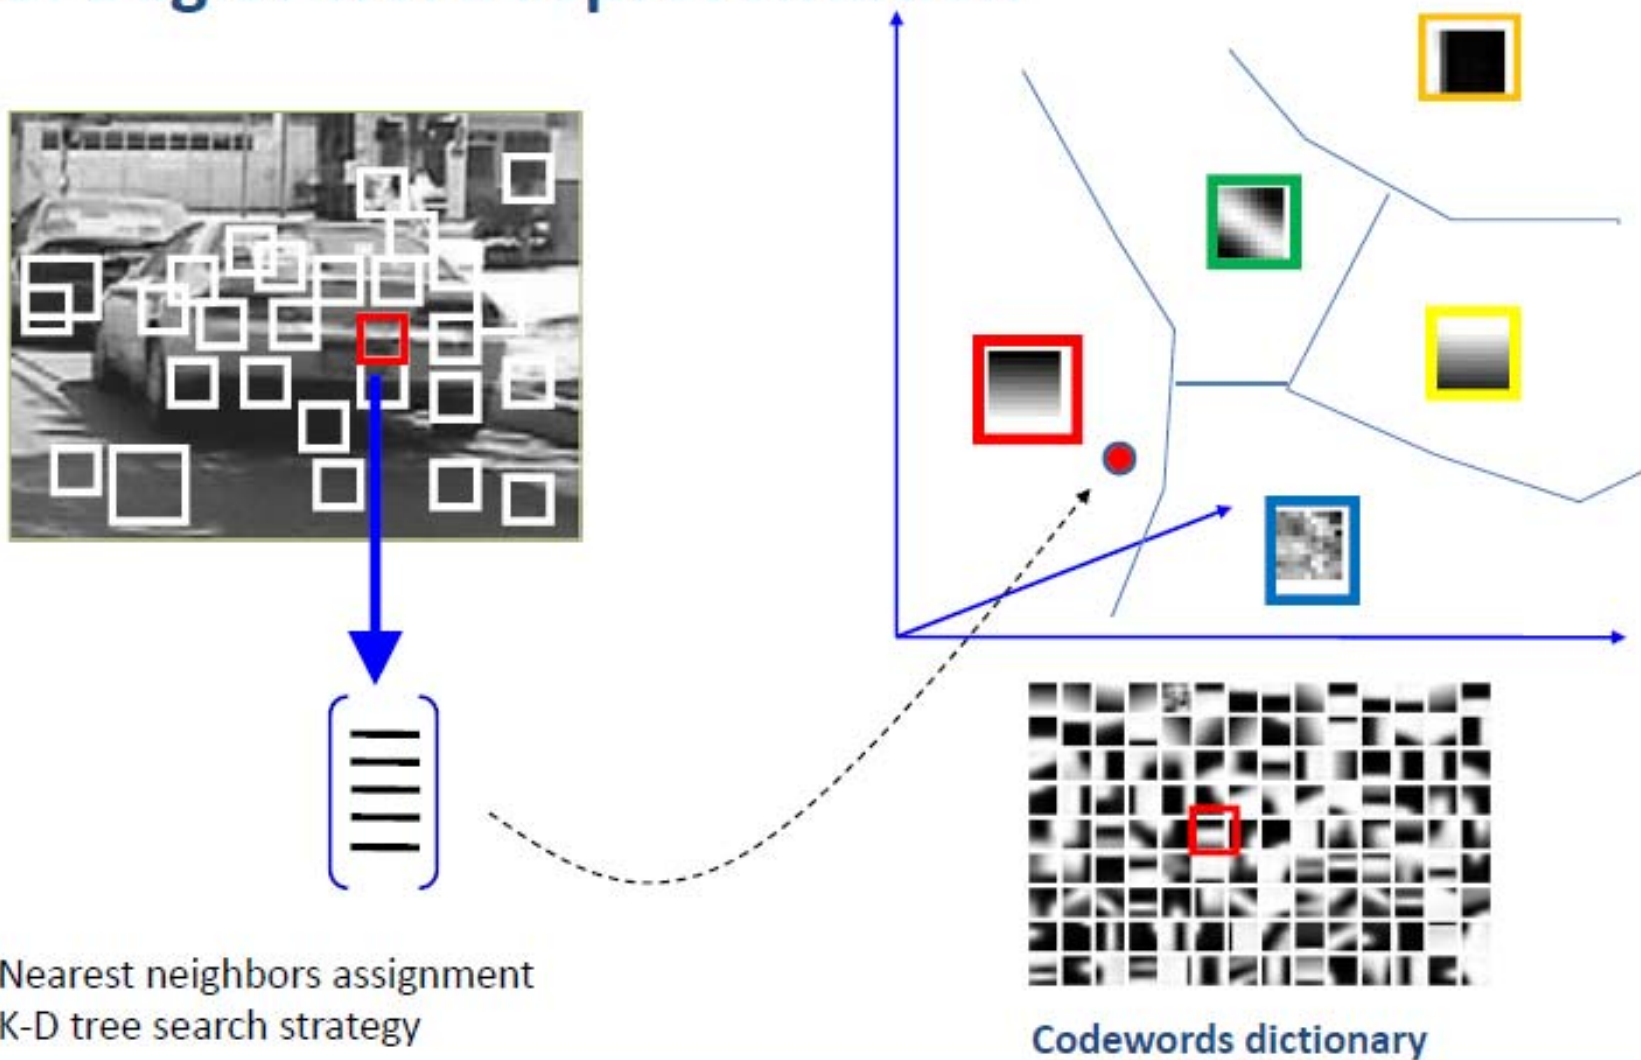 Nearest neighbors assignment
K-D tree search strategy
Codewords dictionary